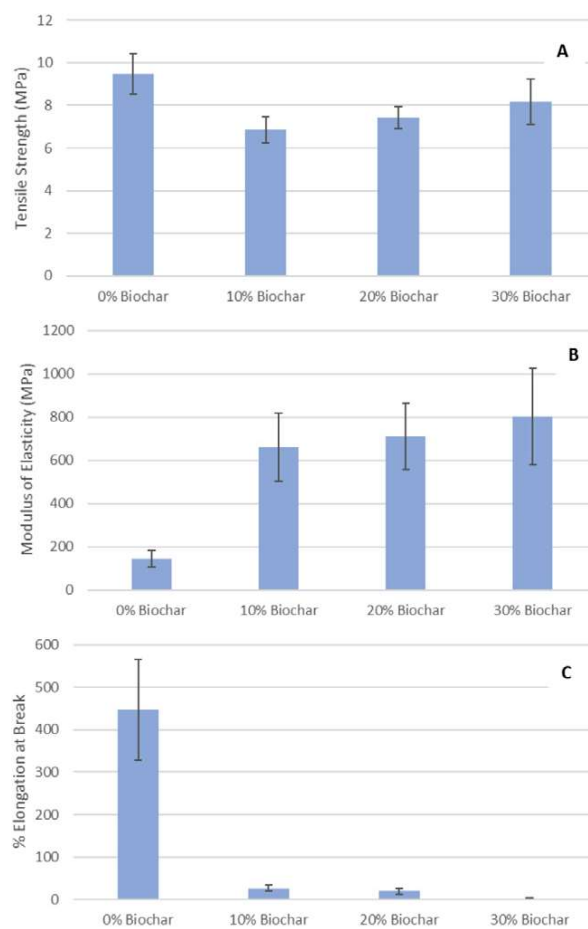 A
Tensile Strength (MPa)
12
10
8
6
4
2
0
0% Biochar 10% Biochar 20% Biochar 30% Biochar
B
Modulus of Elasticity (MPa)
1200
1000
800
600
400
200
0
0% Biochar 10% Biochar 20% Biochar 30% Biochar
C
% Elongation at Break
600
500
400
300
200
100
0
0% Biochar 10% Biochar 20% Biochar 30% Biochar